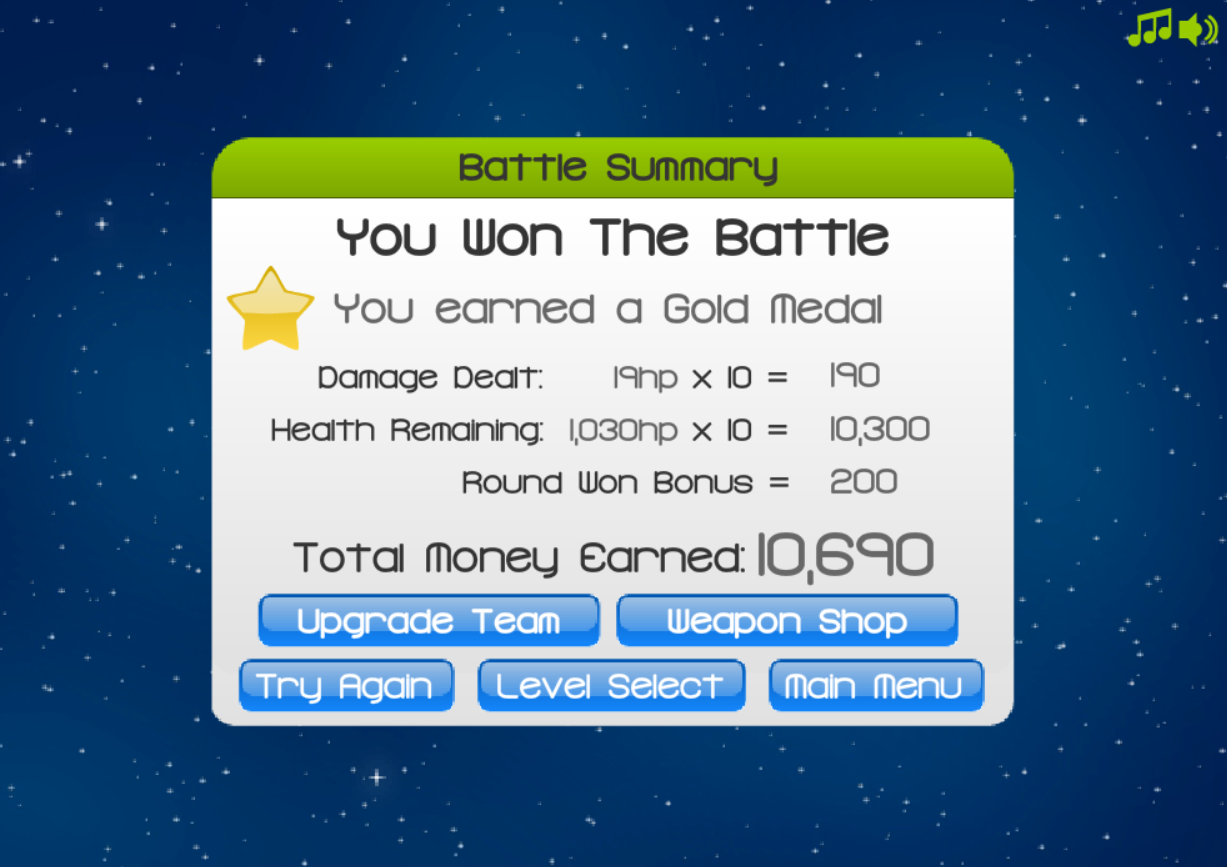 Battle Summary
You Won The Battle
You earned a Gold Medal
Damage Dealt: 19hp x 10 = 190
Health Remaining: 1,030hp x 10 = 10,300
Round Won Bonus = 200
Total Money Earned: 10,690
Upgrade Team Weapon Shop
Try Again Level Select Main Menu